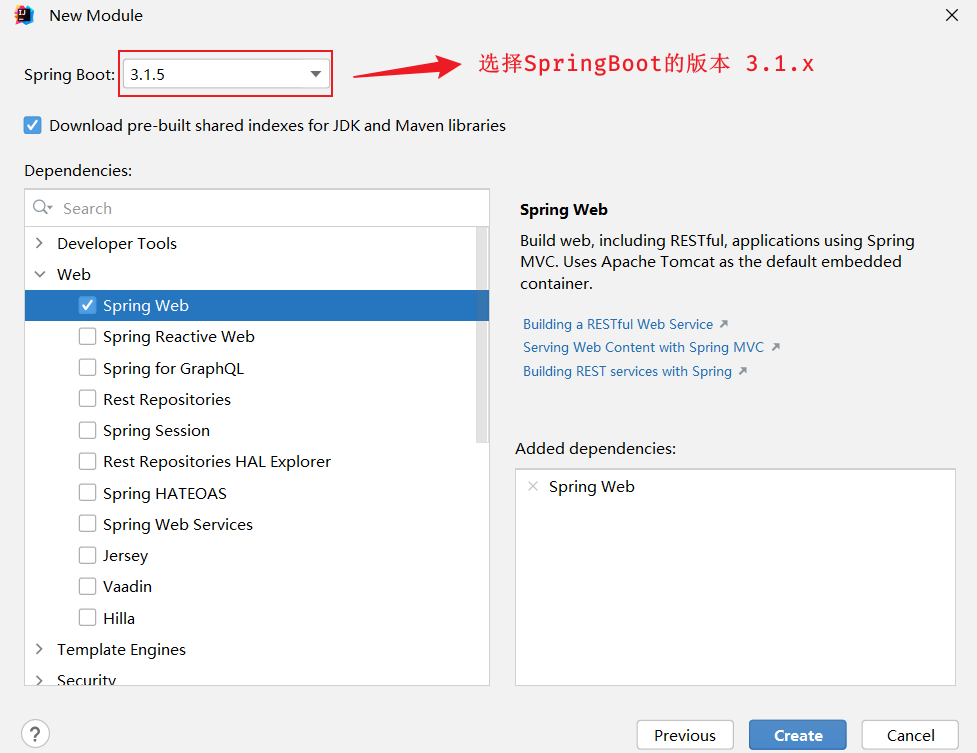 New Module
Spring Boot: 3.1.5
选择SpringBoot的版本 3.1.x
Download pre-built shared indexes for JDK and Maven libraries
Dependencies:
Search
Developer Tools
Web
Spring Web
Spring Reactive Web
Spring for GraphQL
Rest Repositories
Spring Session
Rest Repositories HAL Explorer
Spring HATEOAS
Spring Web Services
Jersey
Vaadin
Hilla
Template Engines
Security
Spring Web
Build web, including RESTful, applications using Spring
MVC. Uses Apache Tomcat as the default embedded
container.
Building a RESTful Web Service
Serving Web Content with Spring MVC
Building REST services with Spring
Added dependencies:
Spring Web
?
Previous
Create
Cancel